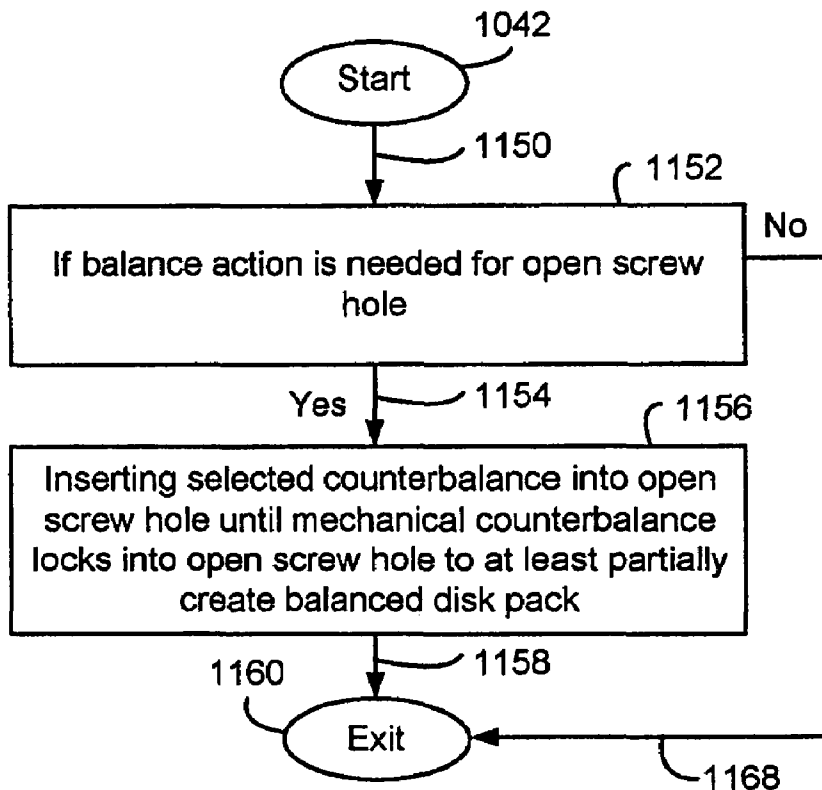 1042
Start
1150
1152
No
If balance action is needed for open screw
hole
Yes
1154
1156
Inserting selected counterbalance into open
screw hole until mechanical counterbalance
locks into open screw hole to at least partially
create balanced disk pack
1158
1160
Exit
1168